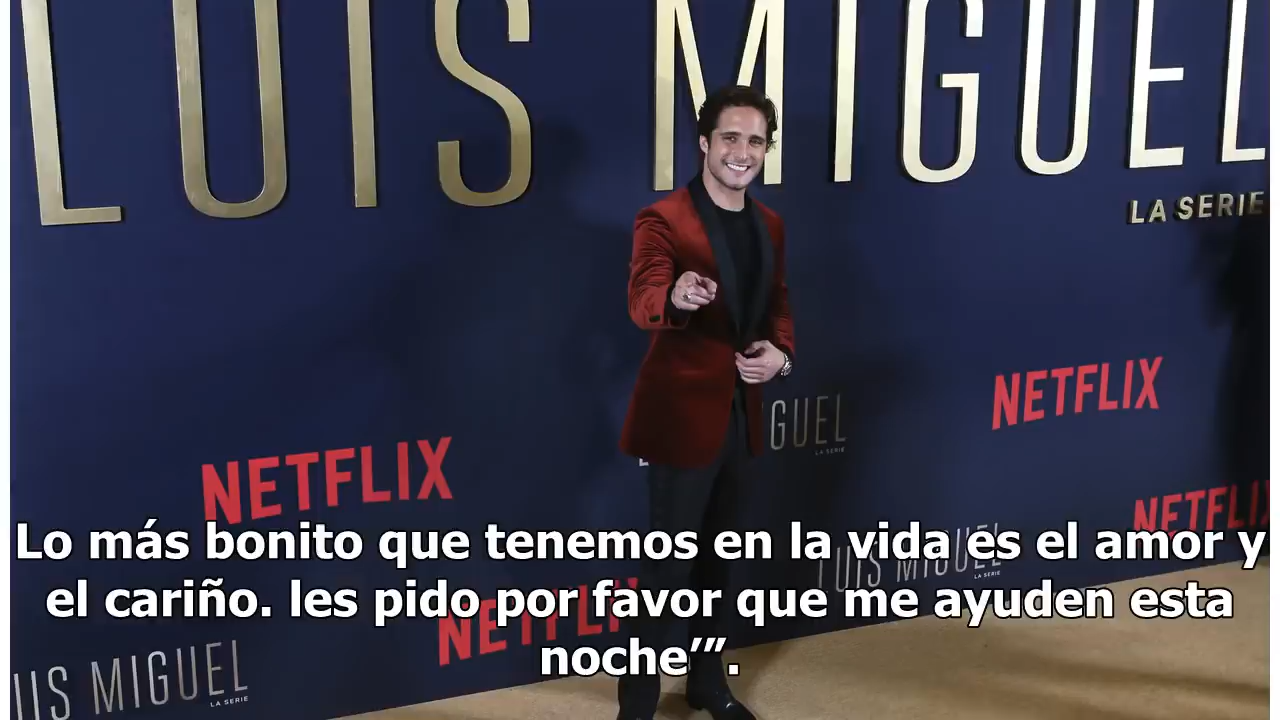 LUIS MIGUEL
LA SERIE
NETFLIX
NETFLIX
GUEL
LA SERIE
NETFLIX
LUIS MIGUEL
LA SERIE
NETFLIX
UIS MIGUEL
LA SERIE
Lo más bonito que tenemos en la vida es el amor y
el cariño. les pido por favor que me ayuden esta
noche’”.